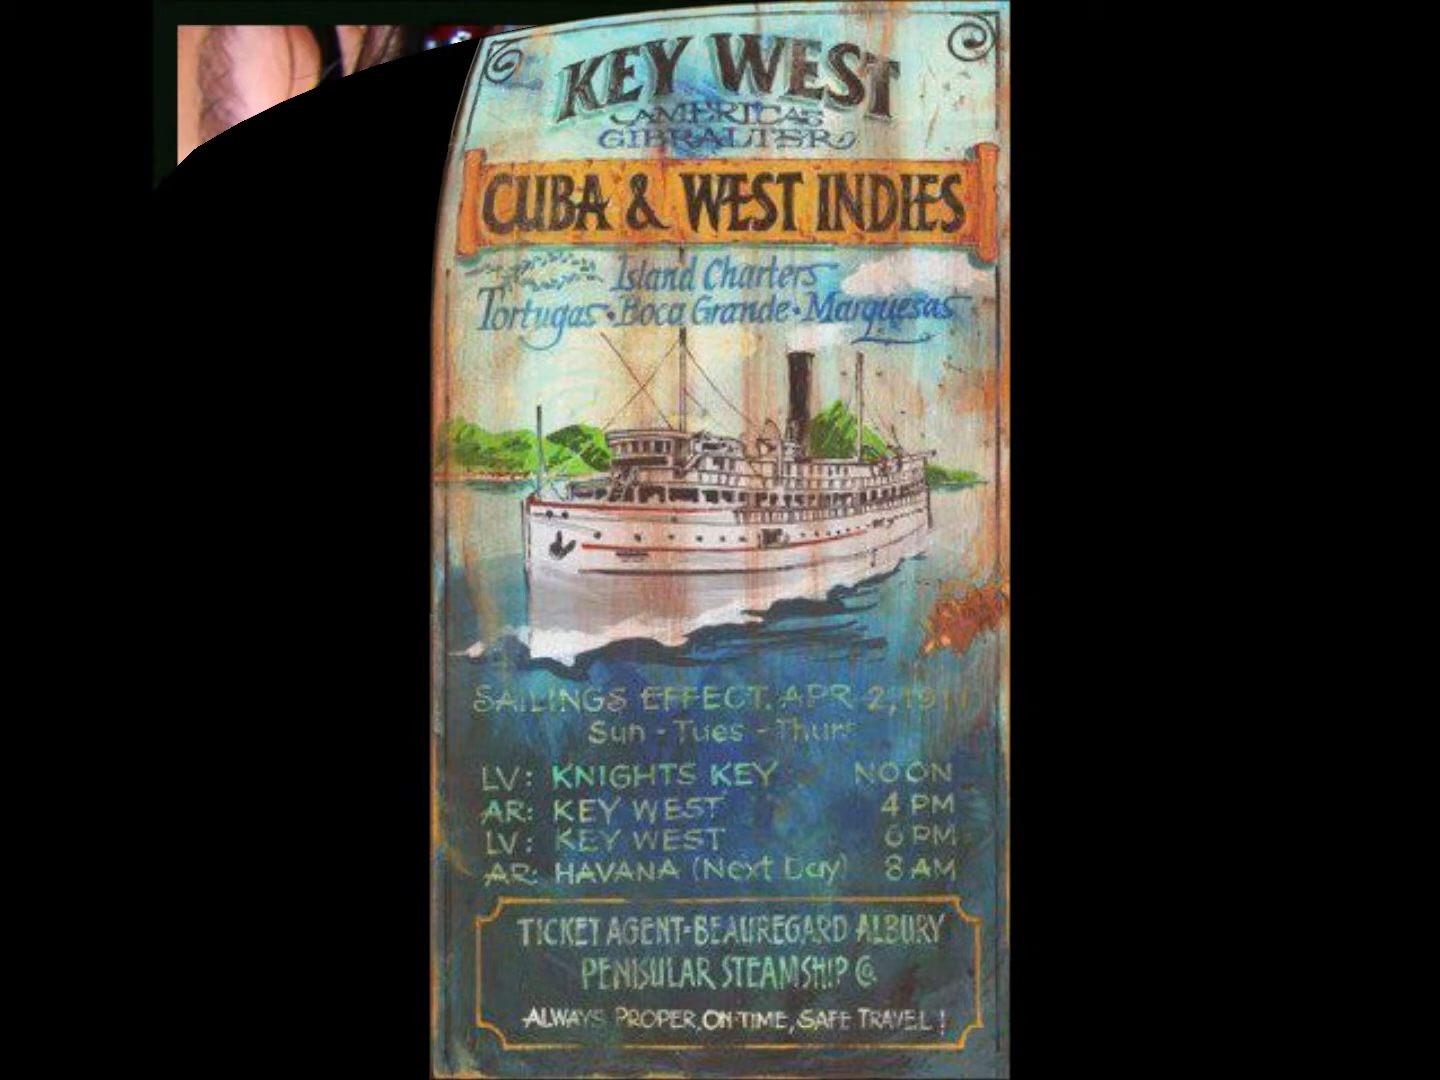 KEY WEST
AMERICAS
GIBRALTER
CUBA & WEST INDIES
Island Charters
Tortugas · Boca Grande · Marquesas
SAILINGS EFFECT. APR 2, 1911
Sun - Tues - Thurs
LV: KNIGHTS KEY NOON
AR: KEY WEST 4 PM
LV: KEY WEST 6 PM
AR: HAVANA (Next Day) 8 AM
TICKET AGENT-BEAUREGARD ALBURY
PENISULAR STEAMSHIP Co.
ALWAYS PROPER, ON-TIME, SAFE TRAVEL!